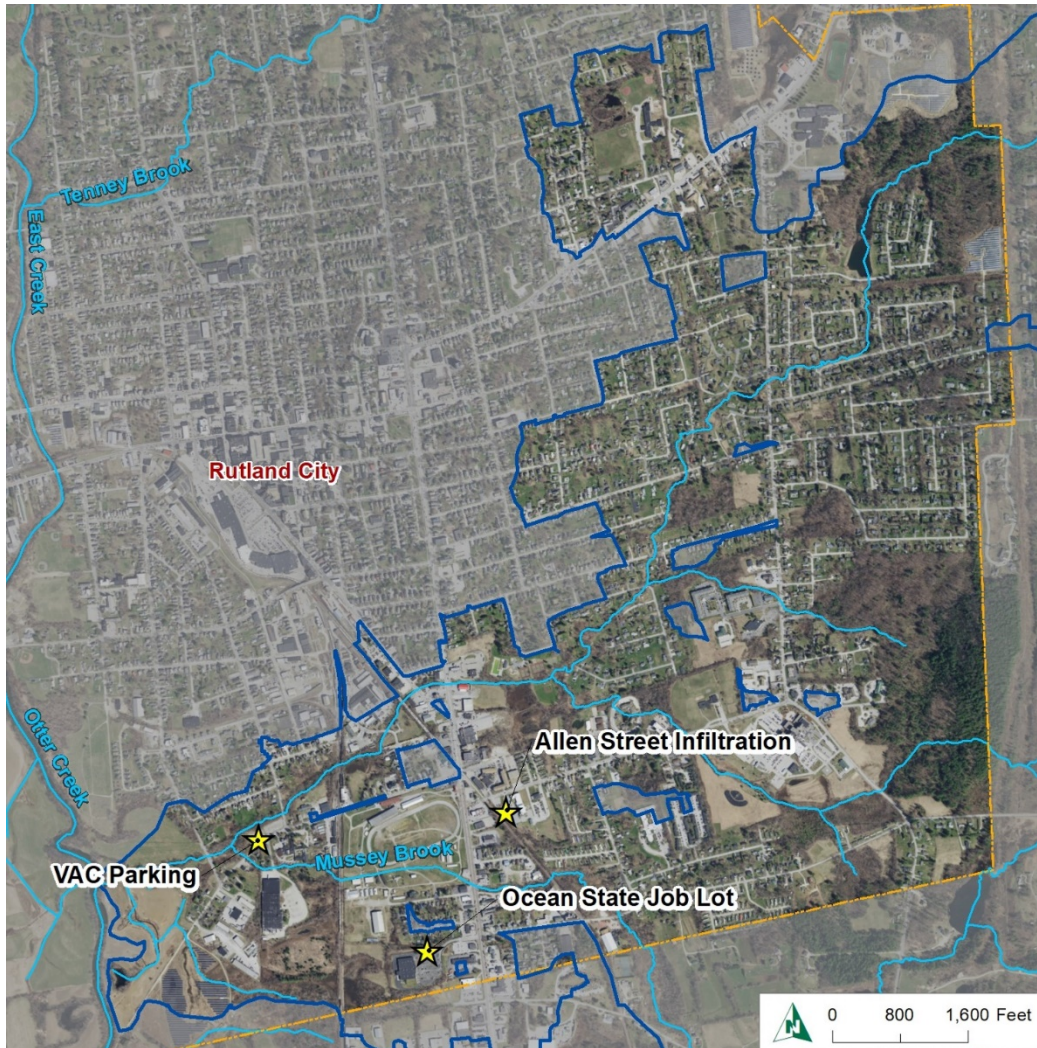 Tenney Brook
East Creek
Rutland City
Otter Creek
Allen Street Infiltration
VAC Parking
Mussey Brook
Ocean State Job Lot
N
0 800 1,600 Feet